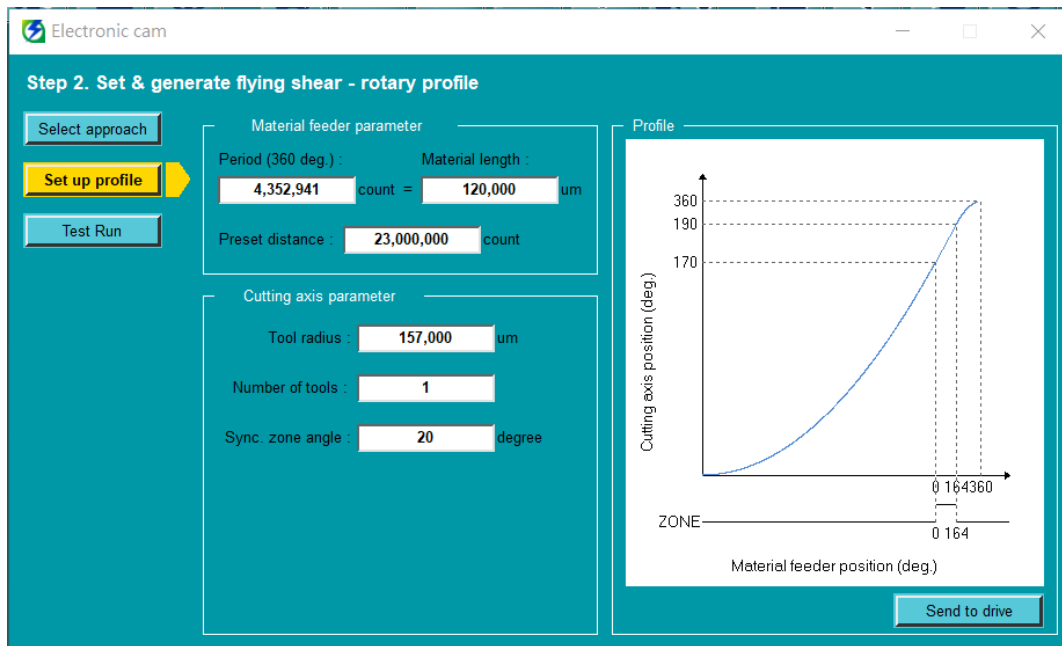 Electronic cam
Step 2. Set & generate flying shear - rotary profile
Select approach
Set up profile
Test Run
Material feeder parameter
Period (360 deg.) : Material length :
4,352,941 count = 120,000 um
Preset distance : 23,000,000 count
Cutting axis parameter
Tool radius : 157,000 um
Number of tools : 1
Sync. zone angle : 20 degree
Profile
360
190
170
Cutting axis position (deg.)
0 164 360
ZONE
0 164
Material feeder position (deg.)
Send to drive